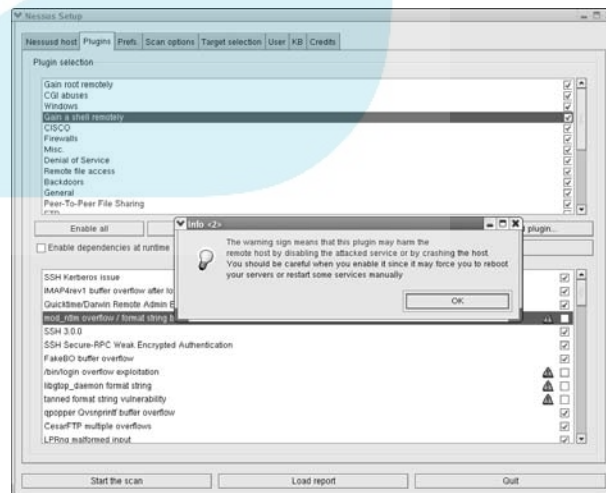 Nessus Setup
Nessusd host Plugins Prefs. Scan options Target selection User KB Credits
Plugin selection
Gain root remotely
CGI abuses
Windows
Gain a shell remotely
CISCO
Firewalls
Misc.
Denial of Service
Remote file access
Backdoors
General
Peer-To-Peer File Sharing
FTP
Enable all
plugin...
Enable dependencies at runtime
Info <2>
The warning sign means that this plugin may harm the
remote host by disabling the attacked service or by crashing the host.
You should be careful when you enable it since it may force you to reboot
your servers or restart some services manually
OK
SSH Kerberos issue
IMAP4rev1 buffer overflow after lo
Quicktime/Darwin Remote Admin E
mod_ntlm overflow / format string b
SSH 3.0.0
SSH Secure-RPC Weak Encrypted Authentication
FakeBO buffer overflow
/bin/login overflow exploitation
libgtop_daemon format string
tanned format string vulnerability
qpopper Qvsnprintf buffer overflow
CesarFTP multiple overflows
LPRng malformed input
Start the scan
Load report
Quit